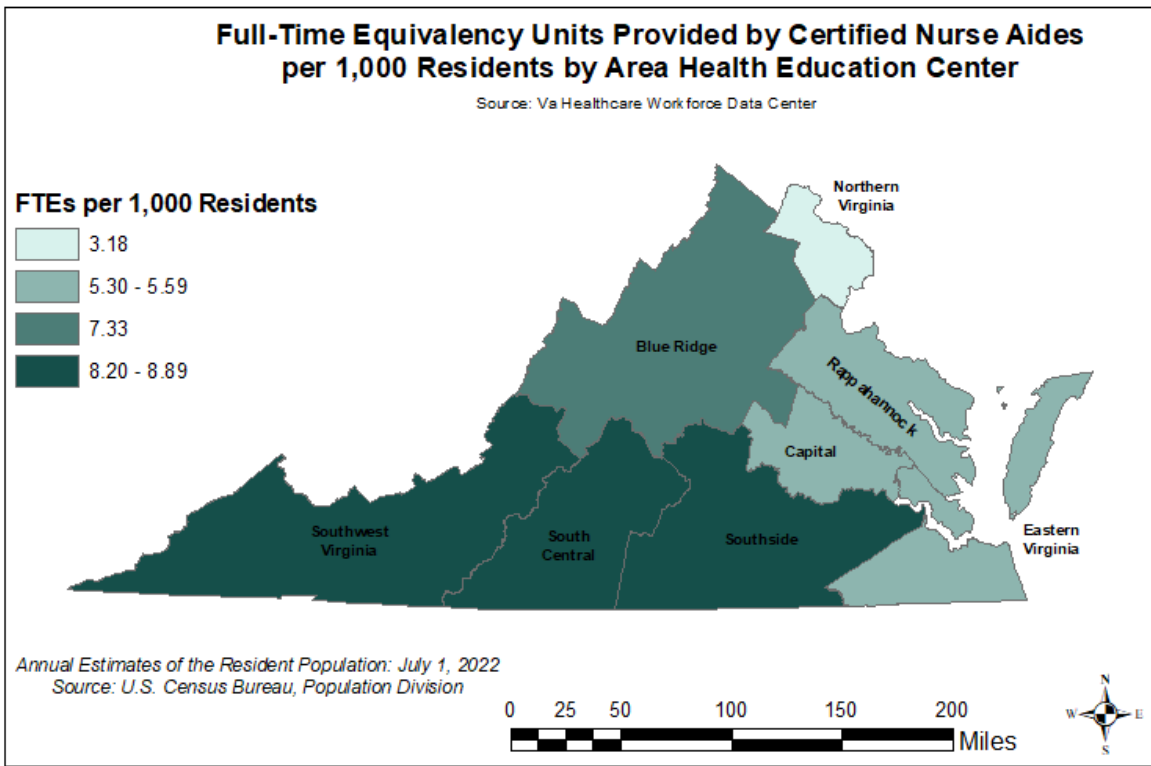 Full-Time Equivalency Units Provided by Certified Nurse Aides
per 1,000 Residents by Area Health Education Center
Source: Va Healthcare Workforce Data Center
FTEs per 1,000 Residents
3.18
5.30 - 5.59
7.33
8.20 - 8.89
Northern
Virginia
Blue Ridge
Rappahannock
Capital
Southwest
Virginia
South
Central
Southside
Eastern
Virginia
Annual Estimates of the Resident Population: July 1, 2022
Source: U.S. Census Bureau, Population Division
0 25 50 100 150 200
Miles
N
W E
S